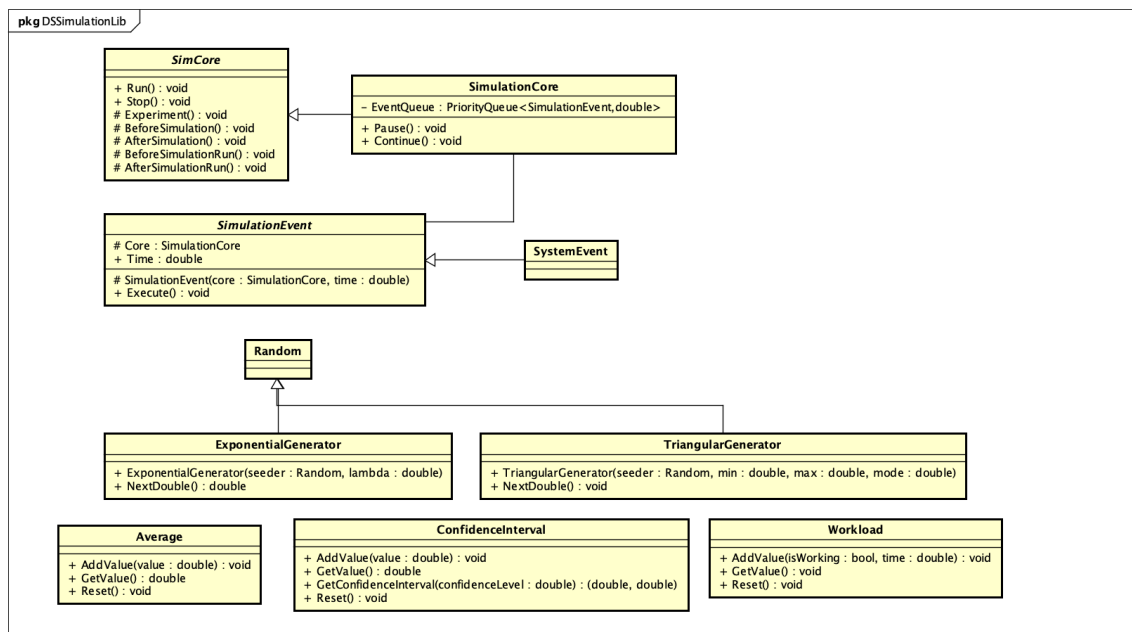 pkg DSSimulationLib
SimCore
+ Run() : void
+ Stop() : void
# Experiment() : void
# BeforeSimulation() : void
# AfterSimulation() : void
# BeforeSimulationRun() : void
# AfterSimulationRun() : void
SimulationCore
- EventQueue : PriorityQueue<SimulationEvent,double>
+ Pause() : void
+ Continue() : void
SimulationEvent
# Core : SimulationCore
+ Time : double
# SimulationEvent(core : SimulationCore, time : double)
+ Execute() : void
SystemEvent
Random
ExponentialGenerator
+ ExponentialGenerator(seeder : Random, lambda : double)
+ NextDouble() : double
TriangularGenerator
+ TriangularGenerator(seeder : Random, min : double, max : double, mode : double)
+ NextDouble() : void
Average
+ AddValue(value : double) : void
+ GetValue() : double
+ Reset() : void
ConfidenceInterval
+ AddValue(value : double) : void
+ GetValue() : double
+ GetConfidenceInterval(confidenceLevel : double) : (double, double)
+ Reset() : void
Workload
+ AddValue(isWorking : bool, time : double) : void
+ GetValue() : void
+ Reset() : void